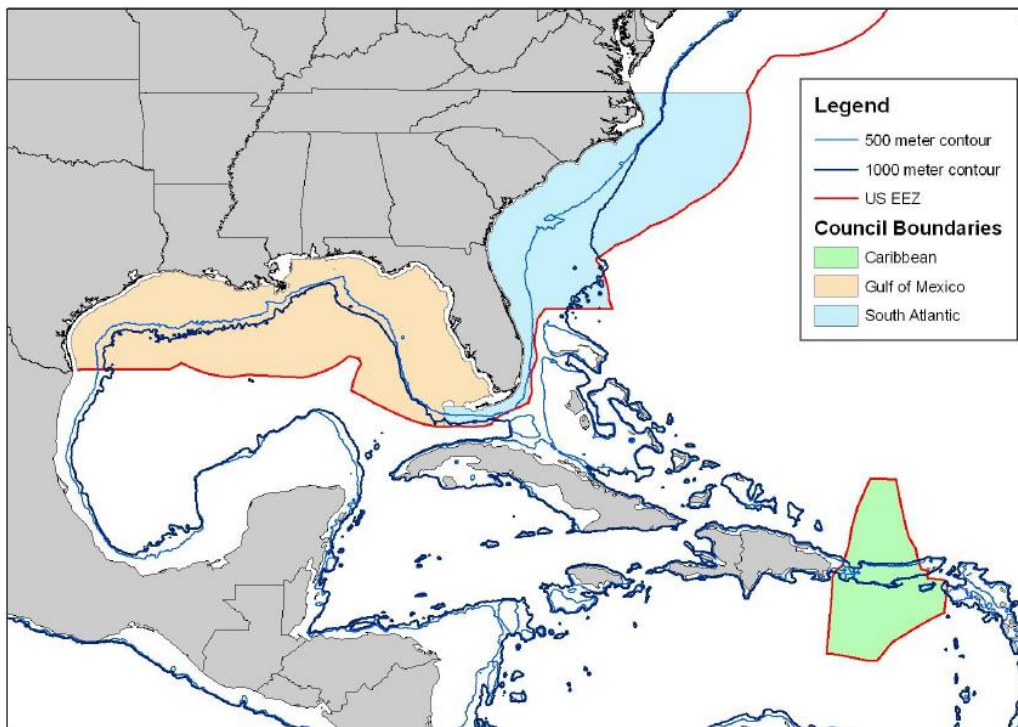 Legend
500 meter contour
1000 meter contour
US EEZ
Council Boundaries
Caribbean
Gulf of Mexico
South Atlantic